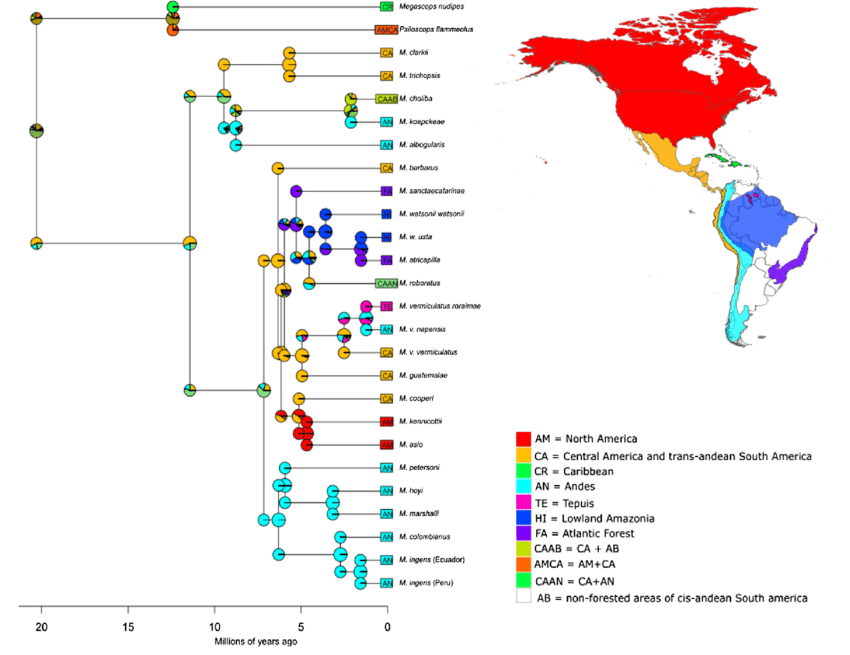 CR Megascops nudipes
AMCA Psiloscops flammeolus
CA M. clarkii
CA M. trichopsis
CAAB M. choliba
AN M. koepckeae
AN M. albogularis
CA M. barbarus
FA M. sanctaecatarinae
HI M. watsonii watsonii
HI M. w. usta
FA M. atricapilla
CAAN M. roboratus
TE M. vermiculatus roraimae
AN M. v. napensis
CA M. v. vermiculatus
CA M. guatemalae
CA M. cooperi
AM M. kennicottii
AM M. asio
AN M. petersoni
AN M. hoyi
AN M. marshalli
AN M. colombianus
AN M. ingens (Ecuador)
AN M. ingens (Peru)
20 15 10 5 0
Millions of years ago
AM = North America
CA = Central America and trans-andean South America
CR = Caribbean
AN = Andes
TE = Tepuis
HI = Lowland Amazonia
FA = Atlantic Forest
CAAB = CA + AB
AMCA = AM+CA
CAAN = CA+AN
AB = non-forested areas of cis-andean South america